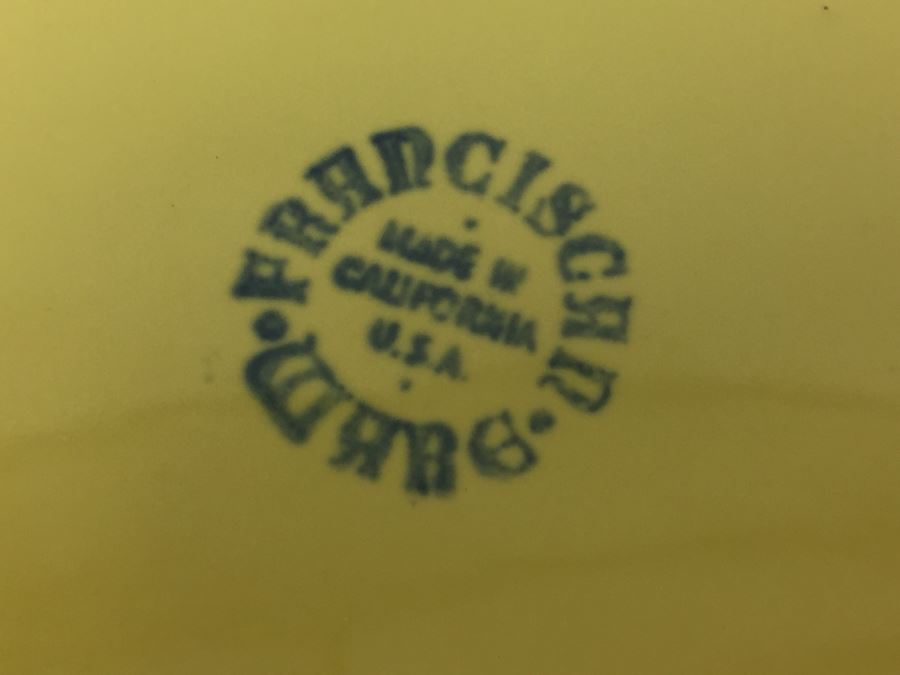 FRANCISCAN · WARE ·
MADE IN
CALIFORNIA
U.S.A.